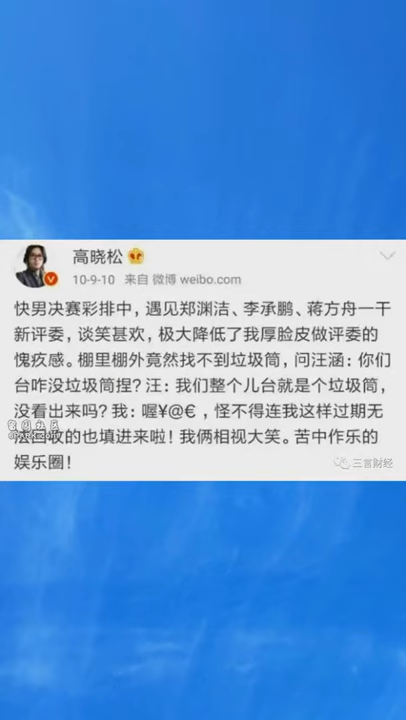 高晓松
10-9-10 来自 微博 weibo.com
快男决赛彩排中，遇见郑渊洁、李承鹏、蒋方舟一干
新评委，谈笑甚欢，极大降低了我厚脸皮做评委的
愧疚感。棚里棚外竟然找不到垃圾筒，问汪涵：你们
台咋没垃圾筒捏？汪：我们整个儿台就是个垃圾筒，
没看出来吗？我：喔¥@€，怪不得连我这样过期无
法回收的也填进来啦！我俩相视大笑。苦中作乐的
娱乐圈！
三言财经